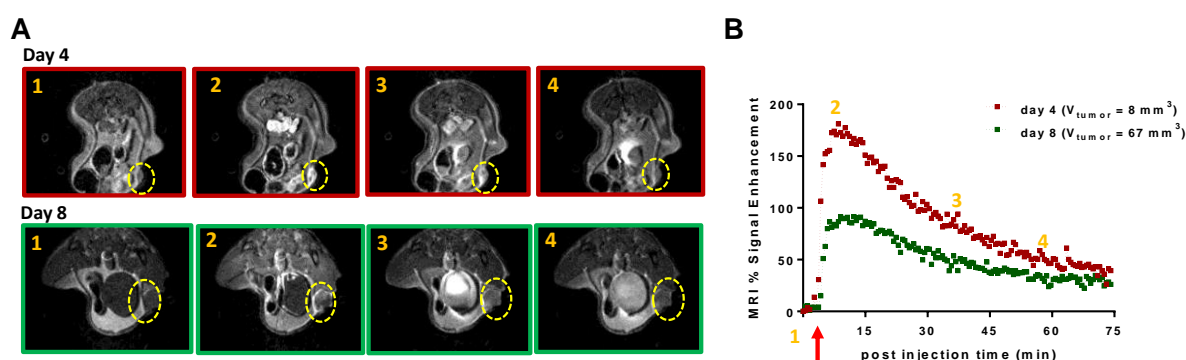 A
Day 4
1
2
3
4
Day 8
1
2
3
4
B
MRI % Signal Enhancement
200
150
100
50
0
2
3
4
1
day 4 (Vtumor = 8 mm³)
day 8 (Vtumor = 67 mm³)
15
30
45
60
75
post injection time (min)